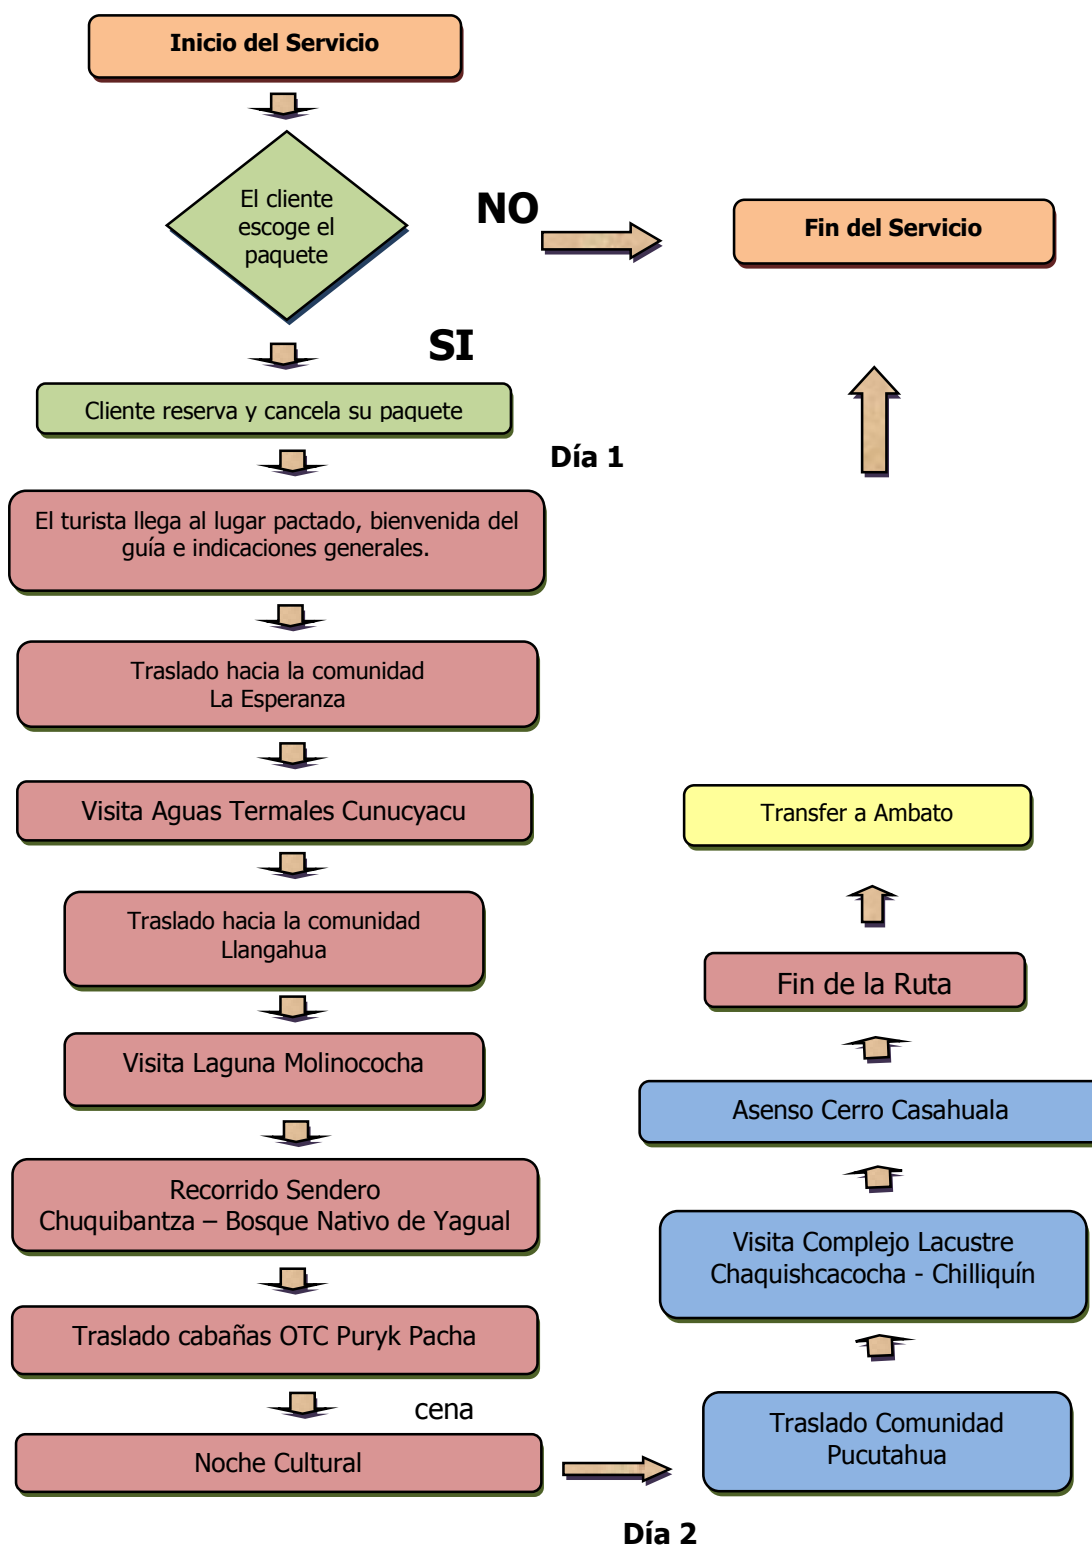 Inicio del Servicio
El cliente
escoge el
paquete
NO
Fin del Servicio
SI
Cliente reserva y cancela su paquete
Día 1
El turista llega al lugar pactado, bienvenida del
guía e indicaciones generales.
Traslado hacia la comunidad
La Esperanza
Visita Aguas Termales Cunucyacu
Traslado hacia la comunidad
Llangahua
Visita Laguna Molinococha
Recorrido Sendero
Chuquibantza – Bosque Nativo de Yagual
Traslado cabañas OTC Puryk Pacha
cena
Noche Cultural
Día 2
Traslado Comunidad
Pucutahua
Visita Complejo Lacustre
Chaquishcacocha - Chilliquín
Asenso Cerro Casahuala
Fin de la Ruta
Transfer a Ambato